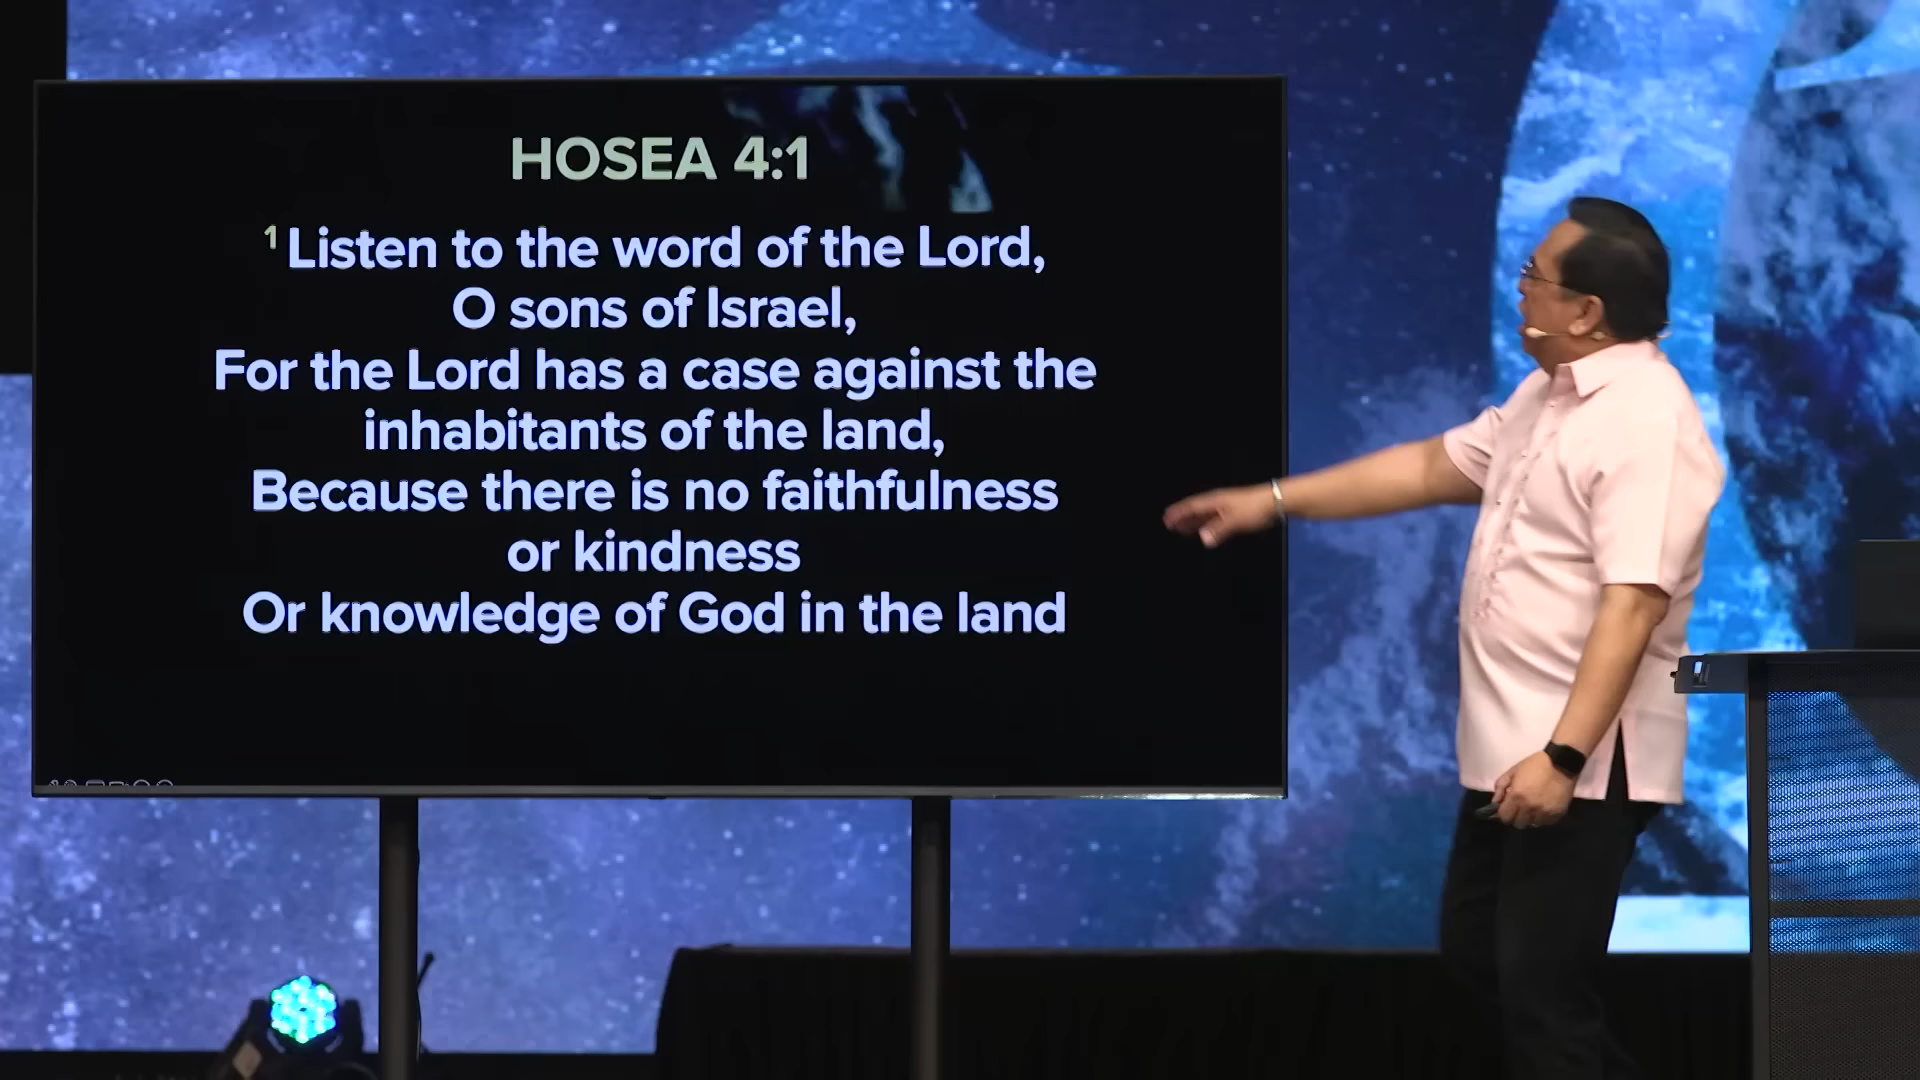 HOSEA 4:1
1 Listen to the word of the Lord,
O sons of Israel,
For the Lord has a case against the
inhabitants of the land,
Because there is no faithfulness
or kindness
Or knowledge of God in the land